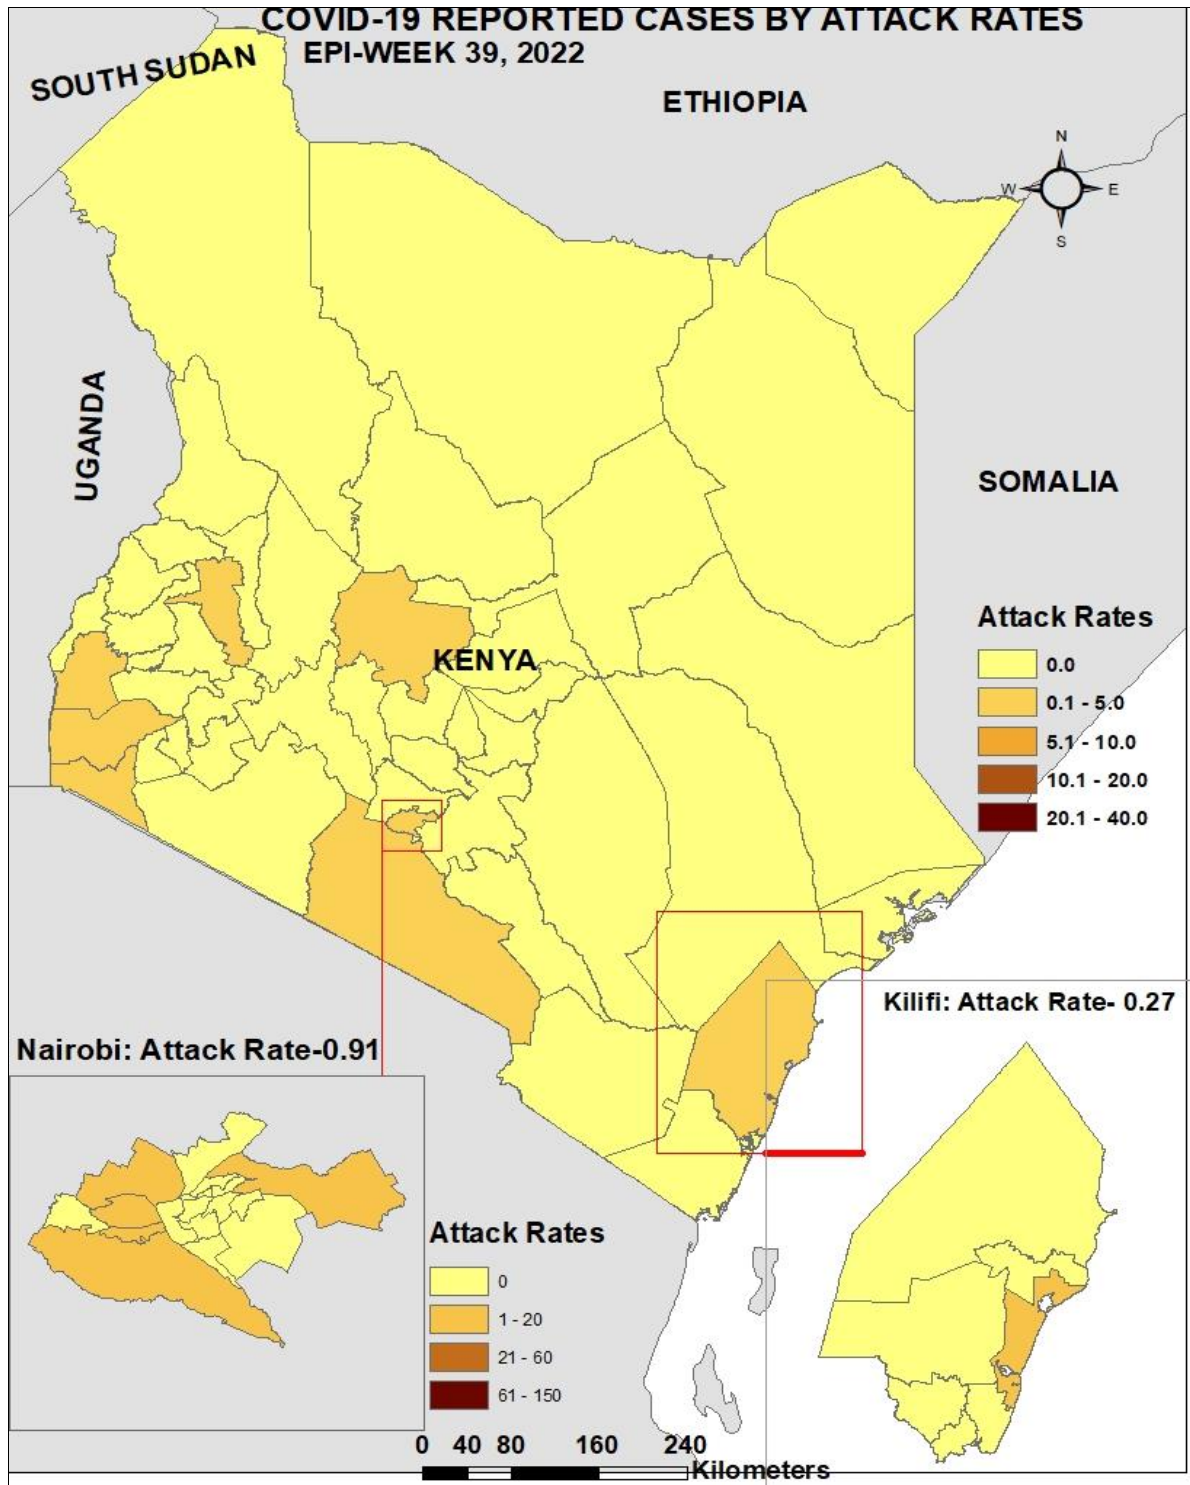 COVID-19 REPORTED CASES BY ATTACK RATES
EPI-WEEK 39, 2022
SOUTH SUDAN
ETHIOPIA
N
W
E
S
UGANDA
SOMALIA
KENYA
Attack Rates
0.0
0.1 - 5.0
5.1 - 10.0
10.1 - 20.0
20.1 - 40.0
Kilifi: Attack Rate- 0.27
Nairobi: Attack Rate-0.91
Attack Rates
0
1 - 20
21 - 60
61 - 150
0 40 80 160 240
Kilometers